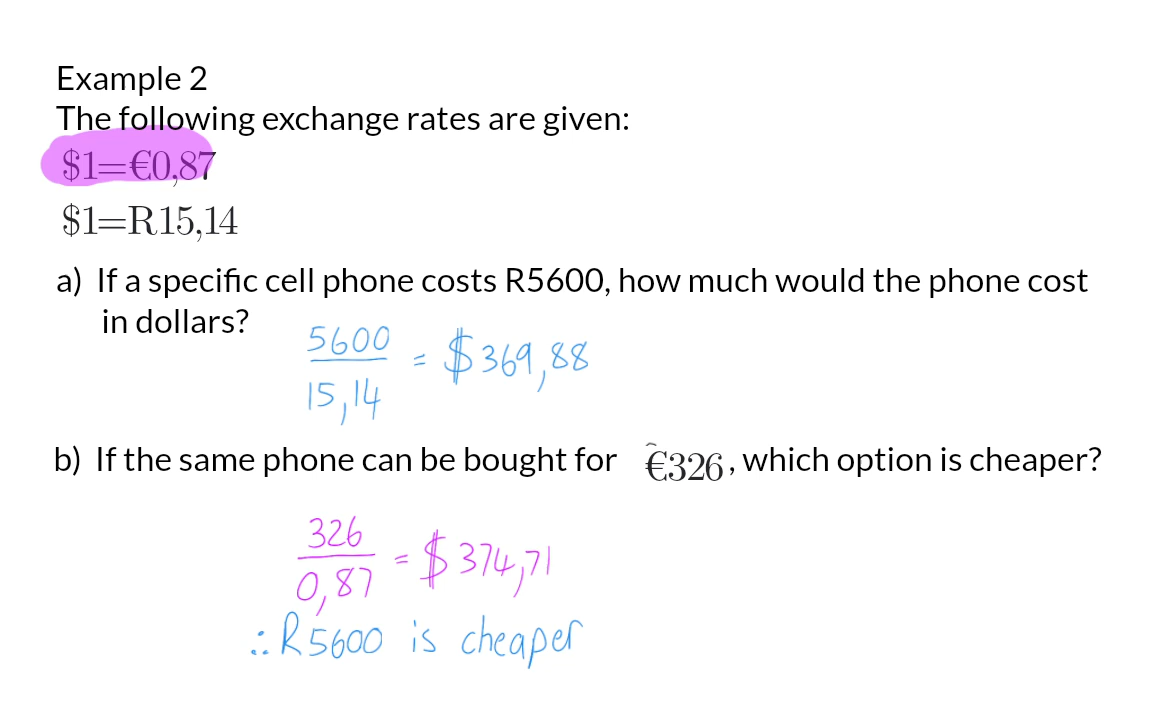 Example 2
The following exchange rates are given:
$1=€0,87
$1=R15,14
a) If a specific cell phone costs R5600, how much would the phone cost
in dollars?
5600
15,14
= $369,88
b) If the same phone can be bought for €326, which option is cheaper?
326
0,87
= $374,71
∴ R5600 is cheaper